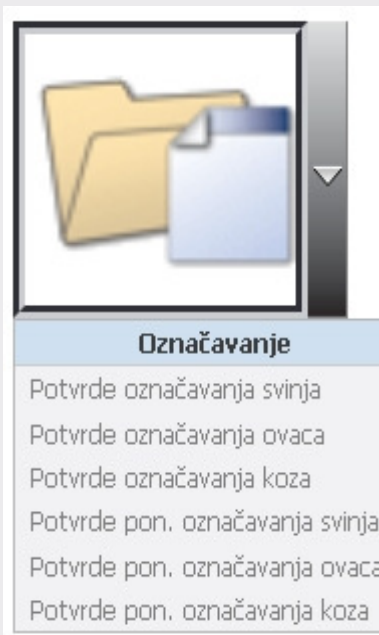 Označavanje
Potvrde označavanja svinja
Potvrde označavanja ovaca
Potvrde označavanja koza
Potvrde pon. označavanja svinja
Potvrde pon. označavanja ovaca
Potvrde pon. označavanja koza